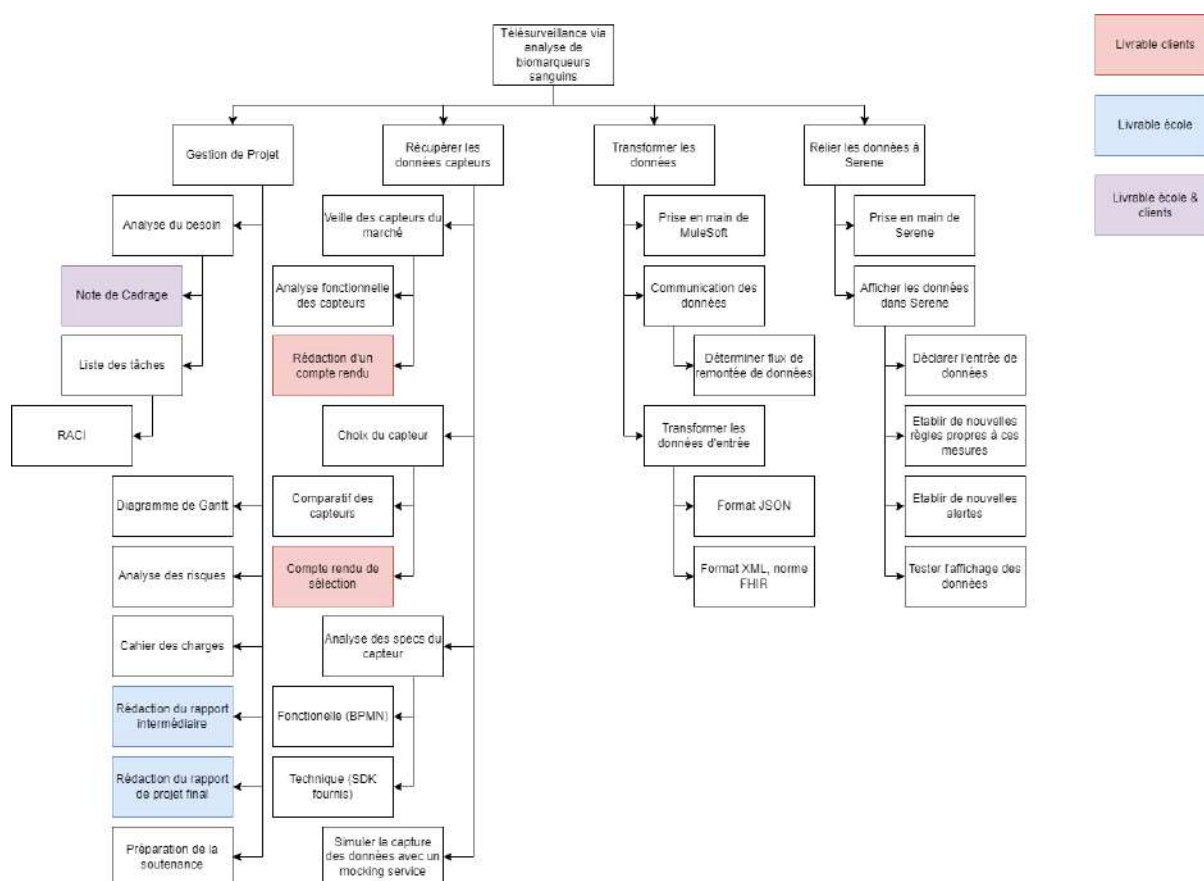 Télésurveillance via
analyse de
biomarqueurs
sanguins
Livrable clients
Livrable école
Livrable école &
clients
Gestion de Projet
Analyse du besoin
Note de Cadrage
Liste des tâches
RACI
Diagramme de Gantt
Analyse des risques
Cahier des charges
Rédaction du rapport
intermédiaire
Rédaction du rapport
de projet final
Préparation de la
soutenance
Récupérer les
données capteurs
Veille des capteurs du
marché
Analyse fonctionnelle
des capteurs
Rédaction d'un
compte rendu
Choix du capteur
Comparatif des
capteurs
Compte rendu de
sélection
Analyse des specs du
capteur
Fonctionelle (BPMN)
Technique (SDK
fournis)
Simuler la capture
des données avec un
mocking service
Transformer les
données
Prise en main de
MuleSoft
Communication des
données
Déterminer flux de
remontée de données
Transformer les
données d'entrée
Format JSON
Format XML, norme
FHIR
Relier les données à
Serene
Prise en main de
Serene
Afficher les données
dans Serene
Déclarer l'entrée de
données
Etablir de nouvelles
règles propres à ces
mesures
Etablir de nouvelles
alertes
Tester l'affichage des
données